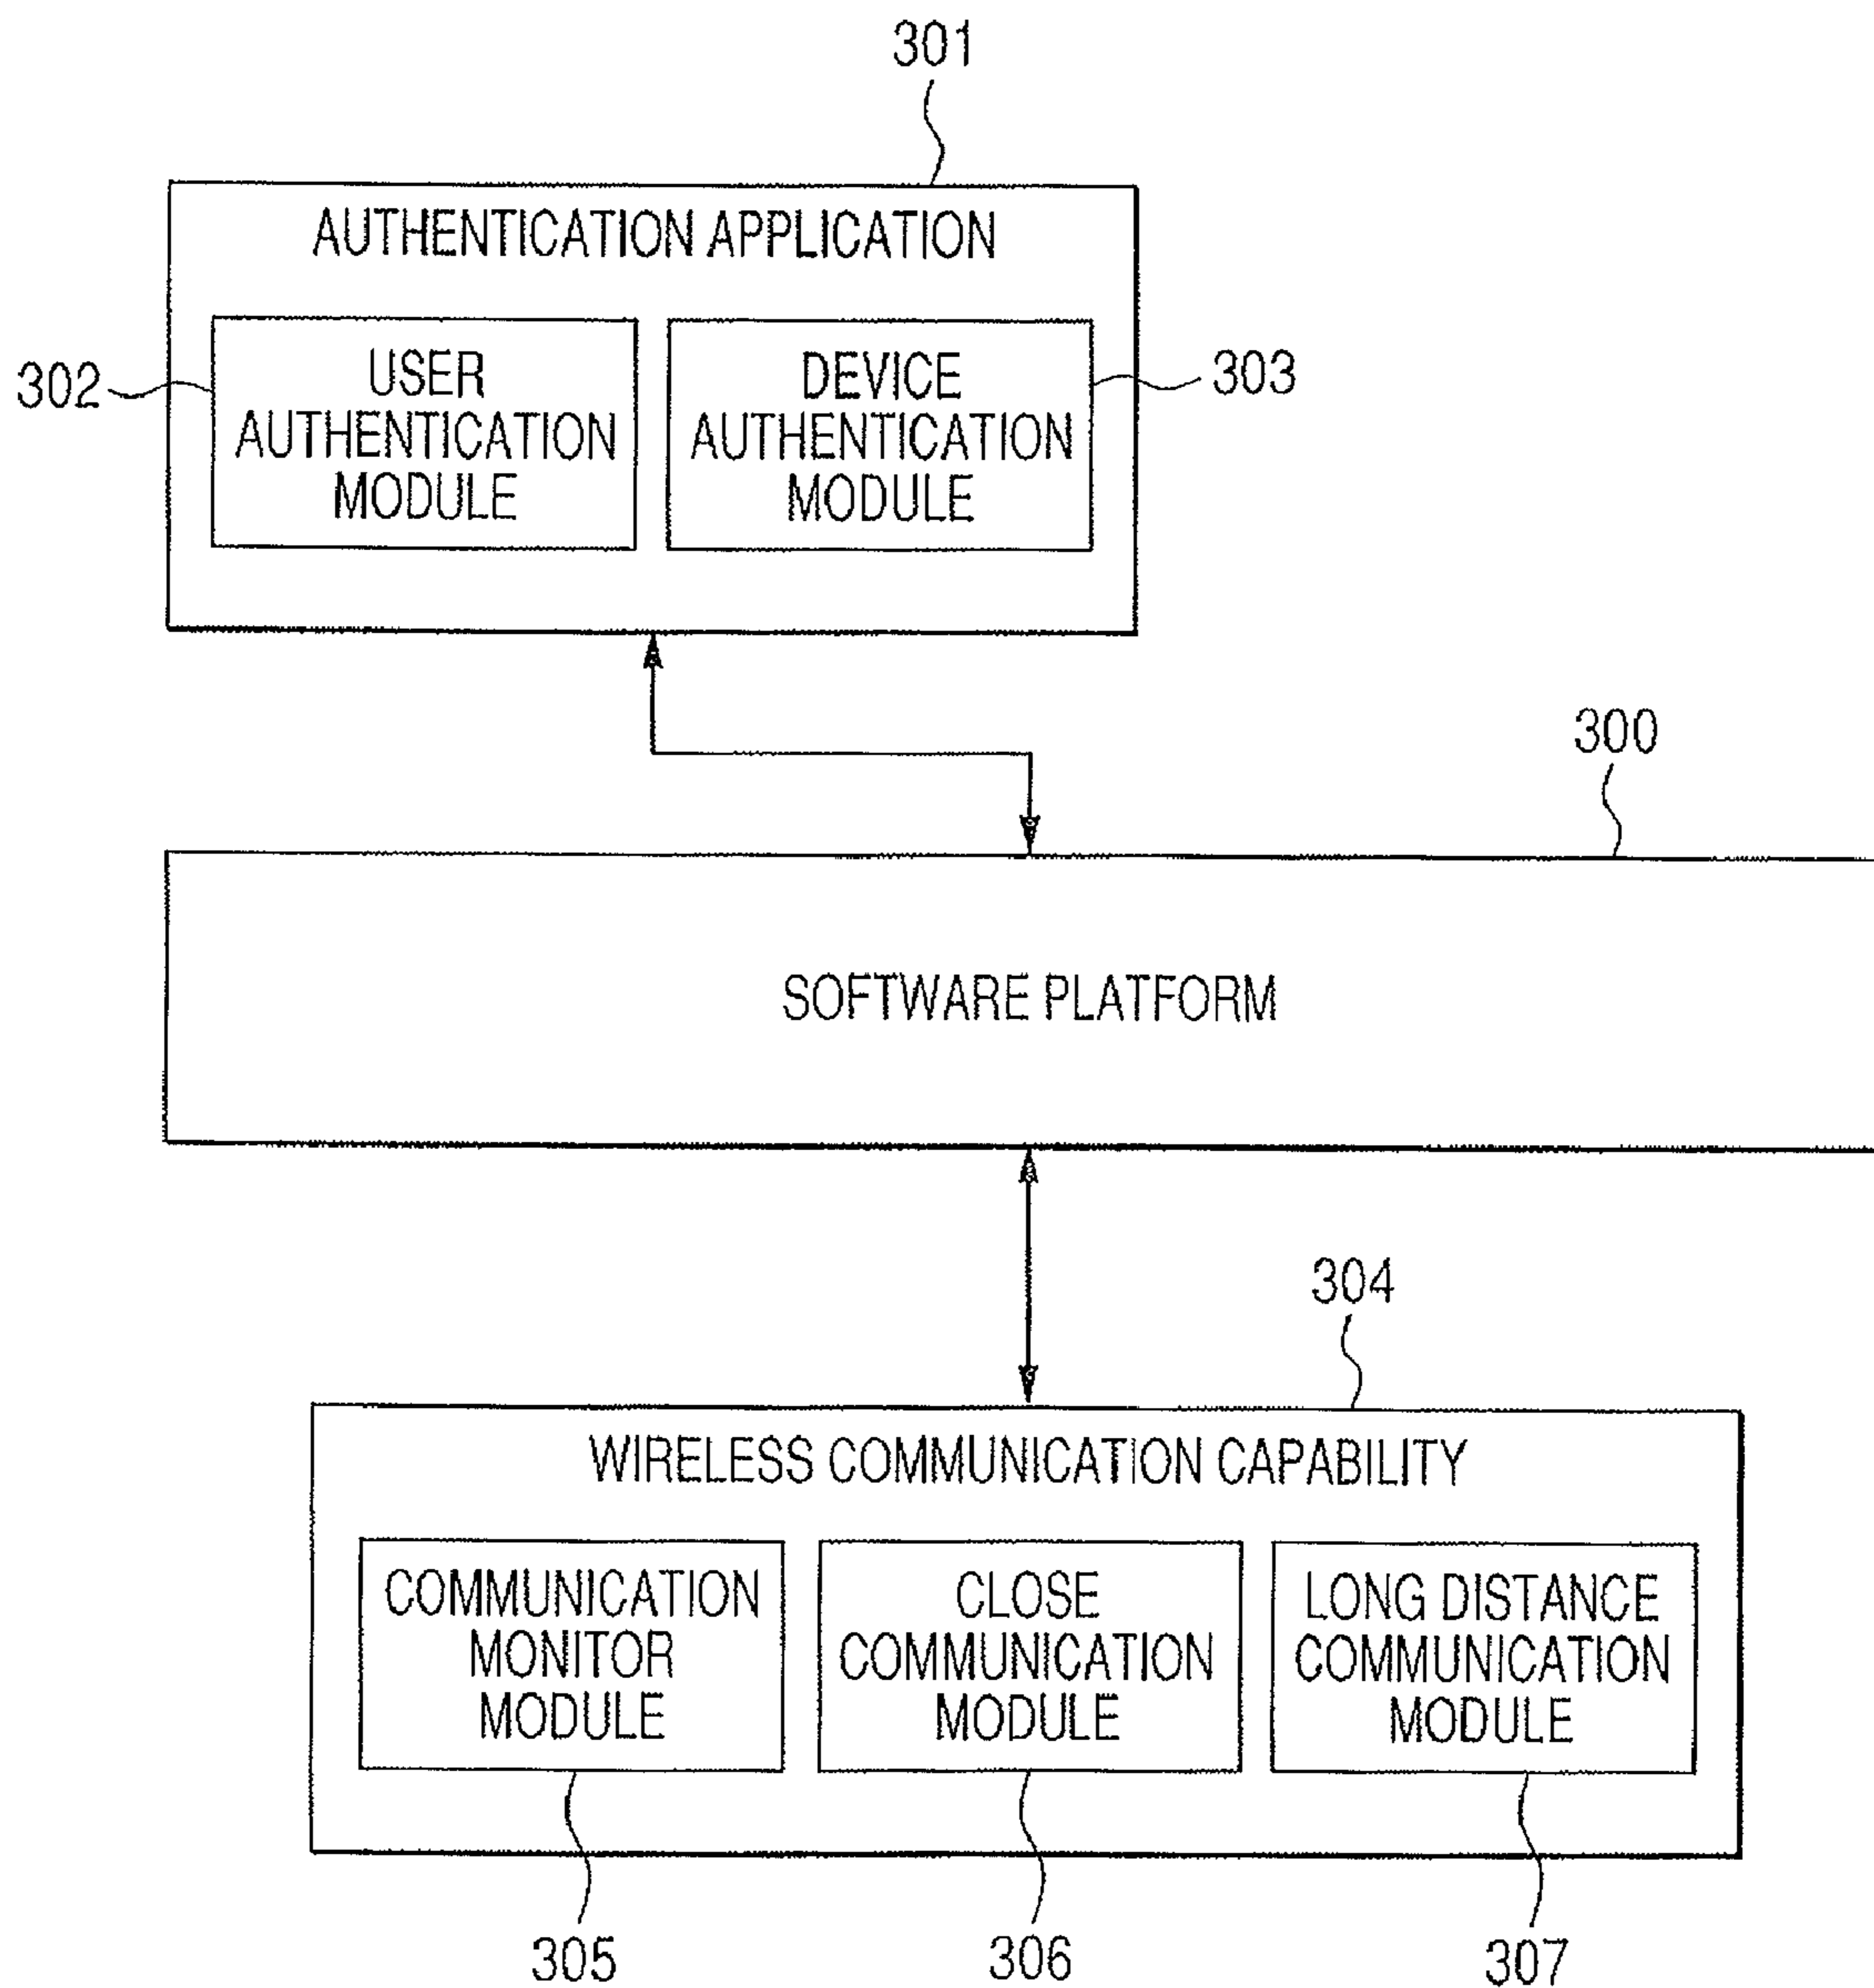 301
AUTHENTICATION APPLICATION
302
USER
AUTHENTICATION
MODULE
DEVICE
AUTHENTICATION
MODULE
303
300
SOFTWARE PLATFORM
304
WIRELESS COMMUNICATION CAPABILITY
COMMUNICATION
MONITOR
MODULE
CLOSE
COMMUNICATION
MODULE
LONG DISTANCE
COMMUNICATION
MODULE
305
306
307